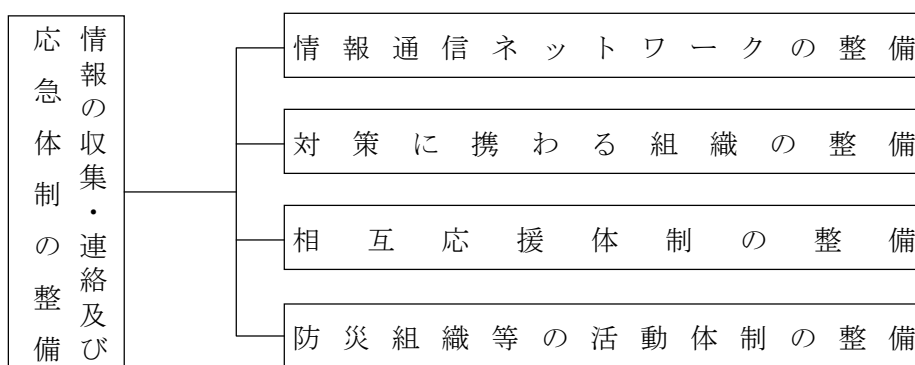 情報の収集・連絡及び
応急体制の整備
情報通信ネットワークの整備
対策に携わる組織の整備
相互応援体制の整備
防災組織等の活動体制の整備